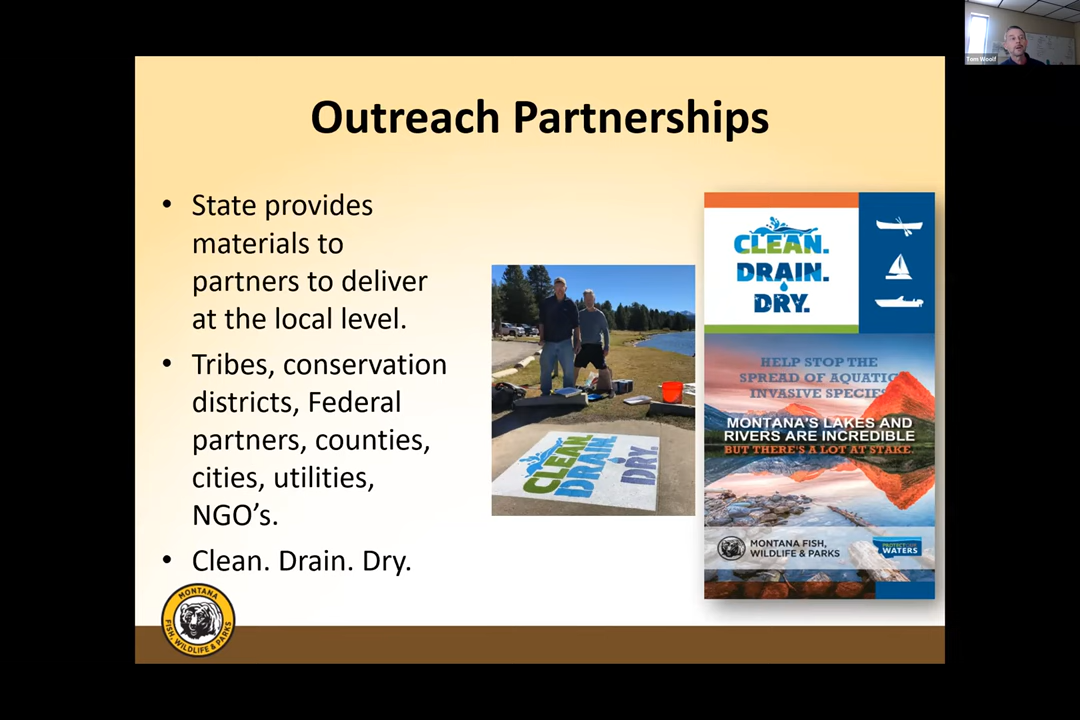 Tom Woolf
Outreach Partnerships
• State provides
materials to
partners to deliver
at the local level.
• Tribes, conservation
districts, Federal
partners, counties,
cities, utilities,
NGO’s.
• Clean. Drain. Dry.
CLEAN.
DRAIN.
DRY.
CLEAN.
DRAIN.
DRY.
HELP STOP THE
SPREAD OF AQUATIC
INVASIVE SPECIES
MONTANA'S LAKES AND
RIVERS ARE INCREDIBLE
BUT THERE'S A LOT AT STAKE.
MONTANA FISH,
WILDLIFE & PARKS
PROTECT OUR
WATERS
MONTANA
FISH, WILDLIFE & PARKS